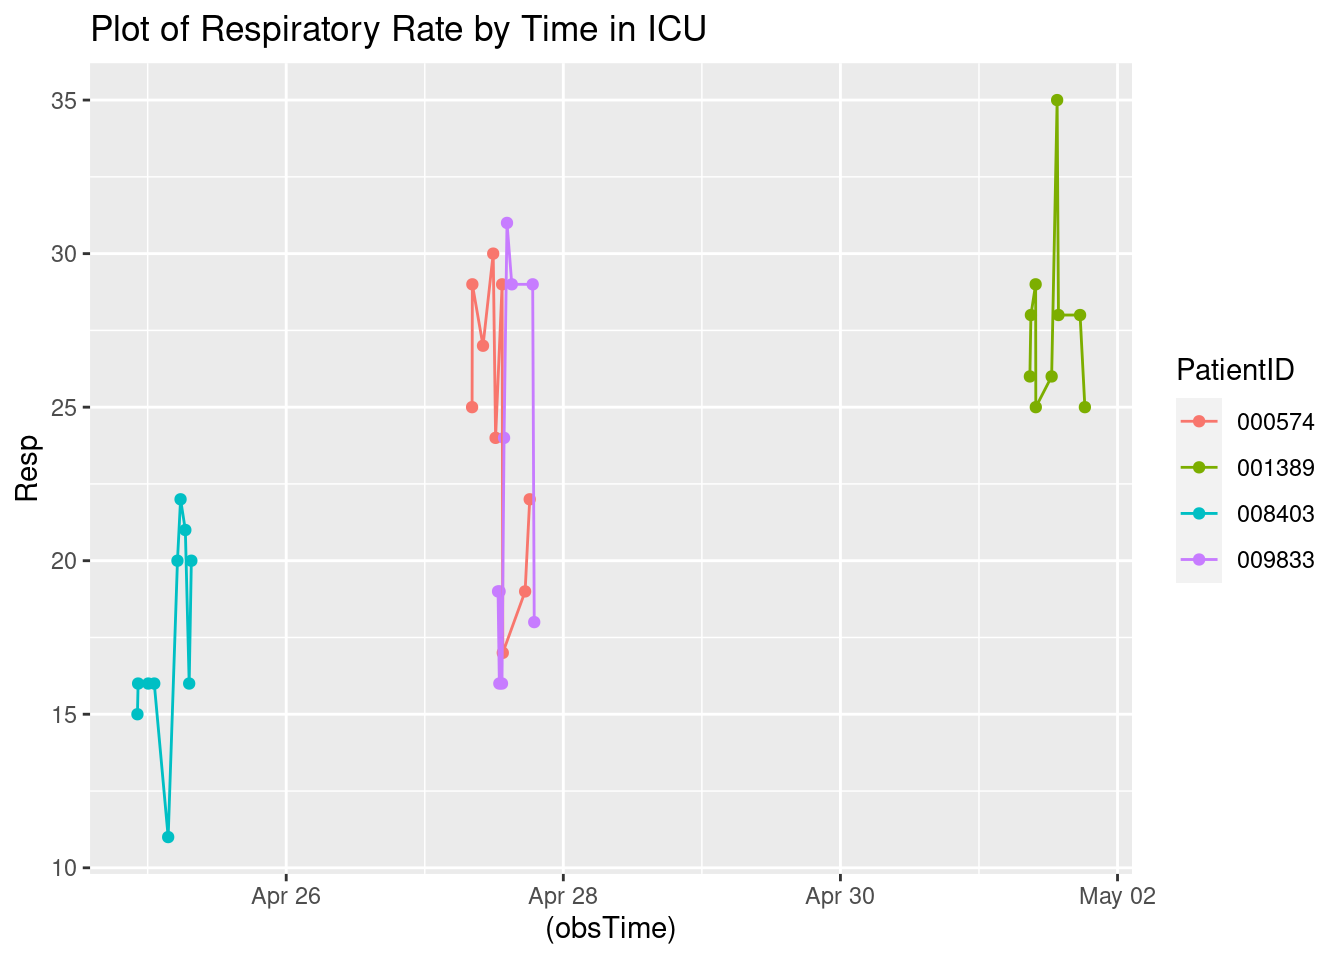 Plot of Respiratory Rate by Time in ICU
35
30
25
20
15
10
Resp
Apr 26
Apr 28
Apr 30
May 02
(obsTime)
PatientID
000574
001389
008403
009833